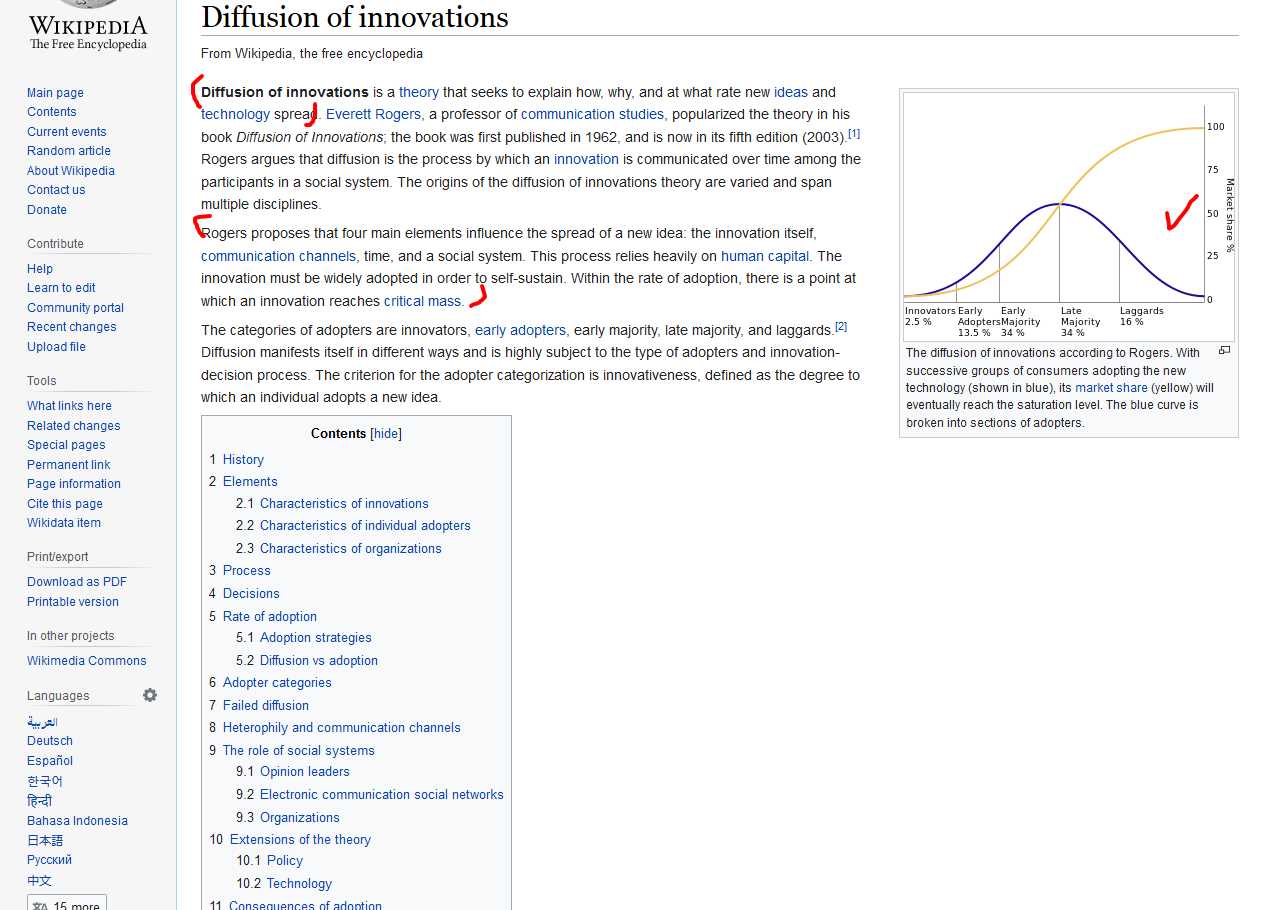 WIKIPEDIA
The Free Encyclopedia
Main page
Contents
Current events
Random article
About Wikipedia
Contact us
Donate
Contribute
Help
Learn to edit
Community portal
Recent changes
Upload file
Tools
What links here
Related changes
Special pages
Permanent link
Page information
Cite this page
Wikidata item
Print/export
Download as PDF
Printable version
In other projects
Wikimedia Commons
Languages
العربية
Deutsch
Español
한국어
हिन्दी
Bahasa Indonesia
日本語
Русский
中文
15 more
Diffusion of innovations
From Wikipedia, the free encyclopedia
Diffusion of innovations is a theory that seeks to explain how, why, and at what rate new ideas and
technology spread. Everett Rogers, a professor of communication studies, popularized the theory in his
book Diffusion of Innovations; the book was first published in 1962, and is now in its fifth edition (2003).[1]
Rogers argues that diffusion is the process by which an innovation is communicated over time among the
participants in a social system. The origins of the diffusion of innovations theory are varied and span
multiple disciplines.
Rogers proposes that four main elements influence the spread of a new idea: the innovation itself,
communication channels, time, and a social system. This process relies heavily on human capital. The
innovation must be widely adopted in order to self-sustain. Within the rate of adoption, there is a point at
which an innovation reaches critical mass.
The categories of adopters are innovators, early adopters, early majority, late majority, and laggards.[2]
Diffusion manifests itself in different ways and is highly subject to the type of adopters and innovation-
decision process. The criterion for the adopter categorization is innovativeness, defined as the degree to
which an individual adopts a new idea.
Contents [hide]
1 History
2 Elements
2.1 Characteristics of innovations
2.2 Characteristics of individual adopters
2.3 Characteristics of organizations
3 Process
4 Decisions
5 Rate of adoption
5.1 Adoption strategies
5.2 Diffusion vs adoption
6 Adopter categories
7 Failed diffusion
8 Heterophily and communication channels
9 The role of social systems
9.1 Opinion leaders
9.2 Electronic communication social networks
9.3 Organizations
10 Extensions of the theory
10.1 Policy
10.2 Technology
11 Consequences of adoption
100
75
50
25
0
Market share %
Innovators
2.5 %
Early
Adopters
13.5 %
Early
Majority
34 %
Late
Majority
34 %
Laggards
16 %
The diffusion of innovations according to Rogers. With
successive groups of consumers adopting the new
technology (shown in blue), its market share (yellow) will
eventually reach the saturation level. The blue curve is
broken into sections of adopters.